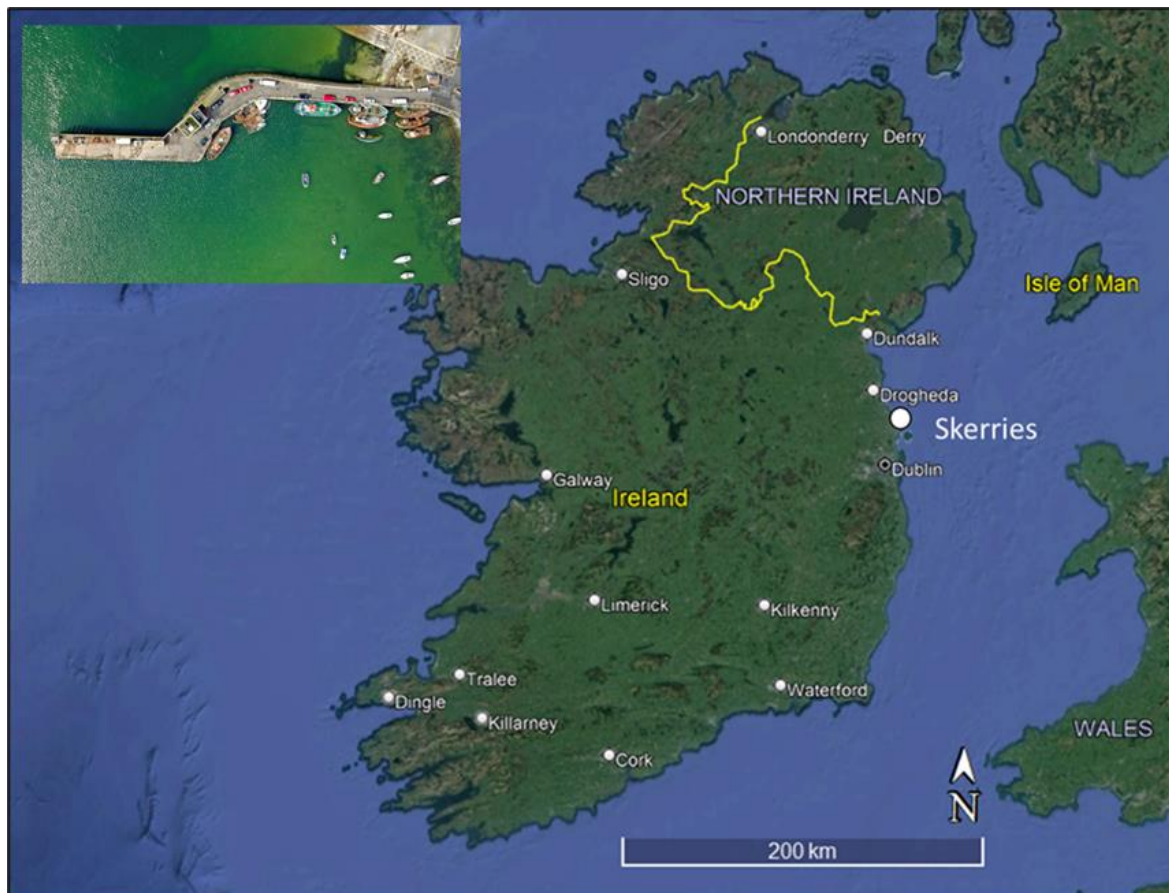 Londonderry Derry
NORTHERN IRELAND
Sligo
Isle of Man
Dundalk
Drogheda
Skerries
Dublin
Galway
Ireland
Limerick
Kilkenny
Tralee
Dingle
Waterford
Killarney
WALES
Cork
N
200 km